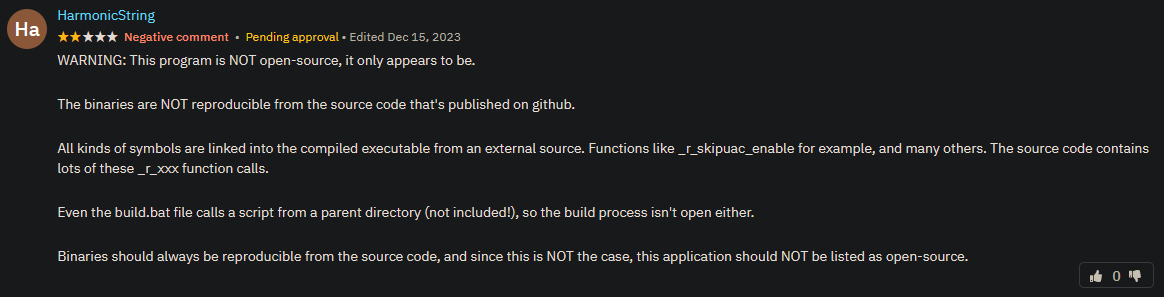 Ha
HarmonicString
Negative comment • Pending approval • Edited Dec 15, 2023
WARNING: This program is NOT open-source, it only appears to be.
The binaries are NOT reproducible from the source code that's published on github.
All kinds of symbols are linked into the compiled executable from an external source. Functions like _r_skipuac_enable for example, and many others. The source code contains
lots of these _r_xxx function calls.
Even the build.bat file calls a script from a parent directory (not included!), so the build process isn't open either.
Binaries should always be reproducible from the source code, and since this is NOT the case, this application should NOT be listed as open-source.
0